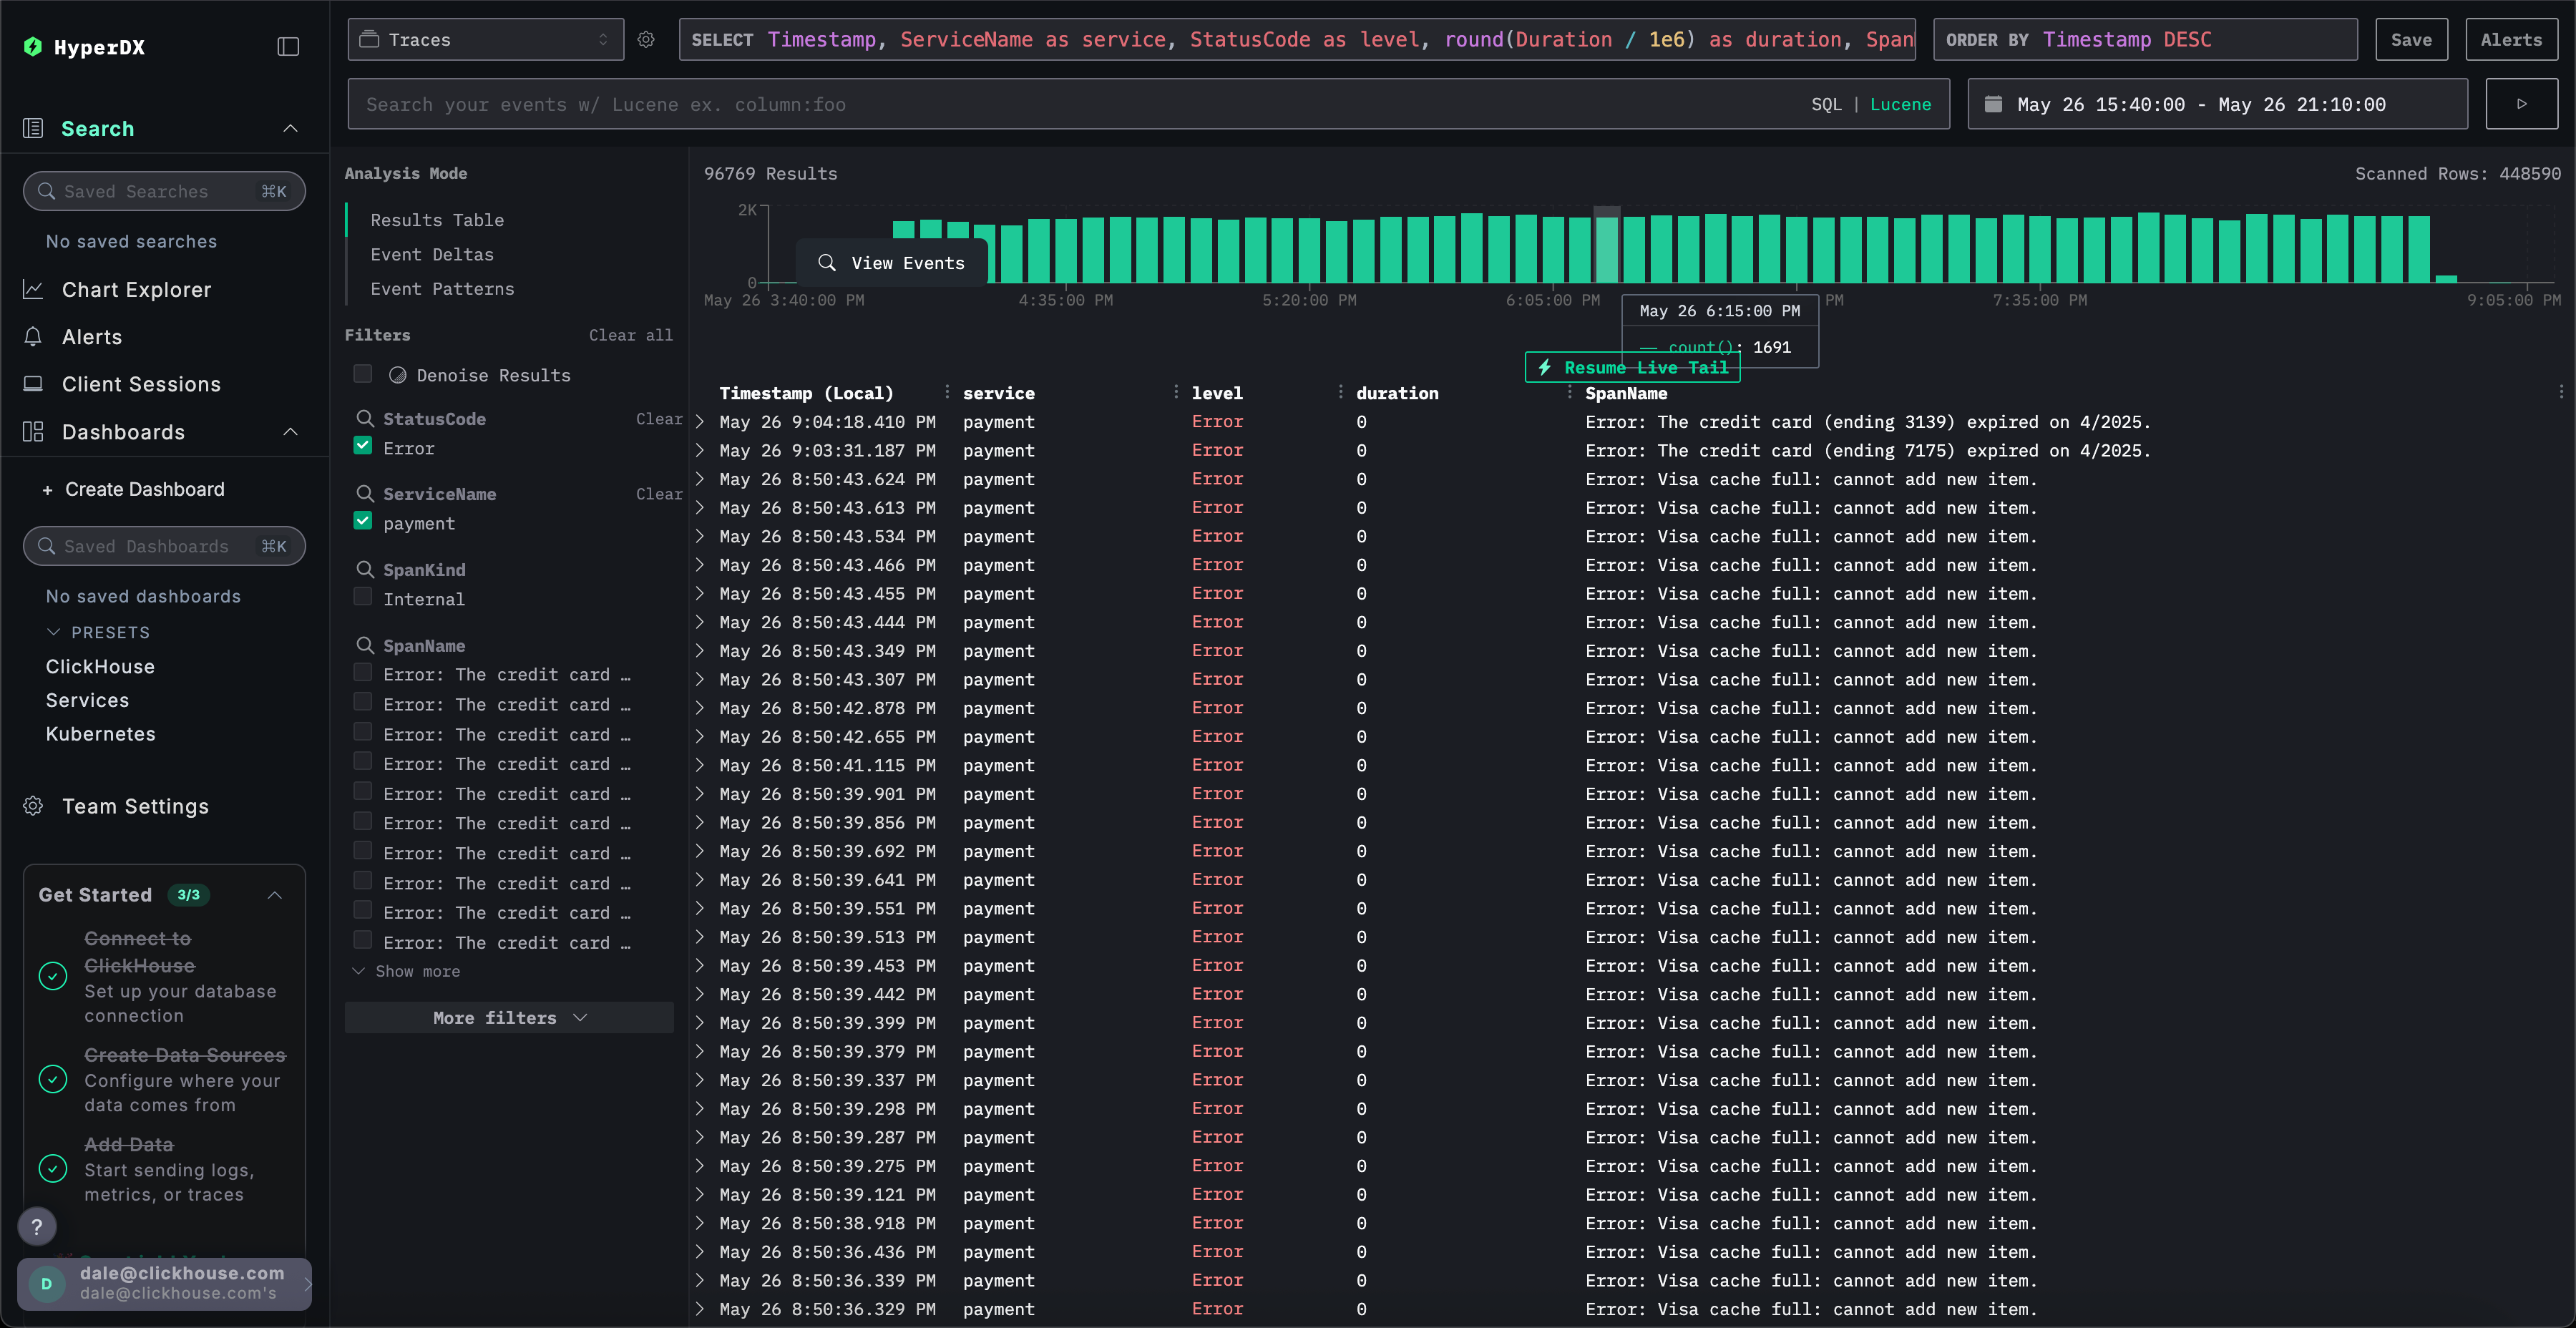 HyperDX
Search
Saved Searches ⌘K
No saved searches
Chart Explorer
Alerts
Client Sessions
Dashboards
+ Create Dashboard
Saved Dashboards ⌘K
No saved dashboards
PRESETS
ClickHouse
Services
Kubernetes
Team Settings
Get Started 3/3
Connect to
ClickHouse
Set up your database
connection
Create Data Sources
Configure where your
data comes from
Add Data
Start sending logs,
metrics, or traces
?
D
dale@clickhouse.com
dale@clickhouse.com's
Traces
SELECT Timestamp, ServiceName as service, StatusCode as level, round(Duration / 1e6) as duration, Span
ORDER BY Timestamp DESC
Save
Alerts
Search your events w/ Lucene ex. column:foo
SQL | Lucene
May 26 15:40:00 - May 26 21:10:00
Analysis Mode
Results Table
Event Deltas
Event Patterns
Filters Clear all
Denoise Results
StatusCode Clear
Error
ServiceName Clear
payment
SpanKind
Internal
SpanName
Error: The credit card …
Error: The credit card …
Error: The credit card …
Error: The credit card …
Error: The credit card …
Error: The credit card …
Error: The credit card …
Error: The credit card …
Error: The credit card …
Error: The credit card …
Show more
More filters
96769 Results
Scanned Rows: 448590
2K
0
View Events
May 26 3:40:00 PM 4:35:00 PM 5:20:00 PM 6:05:00 PM PM 7:35:00 PM 9:05:00 PM
May 26 6:15:00 PM
count(): 1691
Resume Live Tail
Timestamp (Local) service level duration SpanName
May 26 9:04:18.410 PM payment Error 0 Error: The credit card (ending 3139) expired on 4/2025.
May 26 9:03:31.187 PM payment Error 0 Error: The credit card (ending 7175) expired on 4/2025.
May 26 8:50:43.624 PM payment Error 0 Error: Visa cache full: cannot add new item.
May 26 8:50:43.613 PM payment Error 0 Error: Visa cache full: cannot add new item.
May 26 8:50:43.534 PM payment Error 0 Error: Visa cache full: cannot add new item.
May 26 8:50:43.466 PM payment Error 0 Error: Visa cache full: cannot add new item.
May 26 8:50:43.455 PM payment Error 0 Error: Visa cache full: cannot add new item.
May 26 8:50:43.444 PM payment Error 0 Error: Visa cache full: cannot add new item.
May 26 8:50:43.349 PM payment Error 0 Error: Visa cache full: cannot add new item.
May 26 8:50:43.307 PM payment Error 0 Error: Visa cache full: cannot add new item.
May 26 8:50:42.878 PM payment Error 0 Error: Visa cache full: cannot add new item.
May 26 8:50:42.655 PM payment Error 0 Error: Visa cache full: cannot add new item.
May 26 8:50:41.115 PM payment Error 0 Error: Visa cache full: cannot add new item.
May 26 8:50:39.901 PM payment Error 0 Error: Visa cache full: cannot add new item.
May 26 8:50:39.856 PM payment Error 0 Error: Visa cache full: cannot add new item.
May 26 8:50:39.692 PM payment Error 0 Error: Visa cache full: cannot add new item.
May 26 8:50:39.641 PM payment Error 0 Error: Visa cache full: cannot add new item.
May 26 8:50:39.551 PM payment Error 0 Error: Visa cache full: cannot add new item.
May 26 8:50:39.513 PM payment Error 0 Error: Visa cache full: cannot add new item.
May 26 8:50:39.453 PM payment Error 0 Error: Visa cache full: cannot add new item.
May 26 8:50:39.442 PM payment Error 0 Error: Visa cache full: cannot add new item.
May 26 8:50:39.399 PM payment Error 0 Error: Visa cache full: cannot add new item.
May 26 8:50:39.379 PM payment Error 0 Error: Visa cache full: cannot add new item.
May 26 8:50:39.337 PM payment Error 0 Error: Visa cache full: cannot add new item.
May 26 8:50:39.298 PM payment Error 0 Error: Visa cache full: cannot add new item.
May 26 8:50:39.287 PM payment Error 0 Error: Visa cache full: cannot add new item.
May 26 8:50:39.275 PM payment Error 0 Error: Visa cache full: cannot add new item.
May 26 8:50:39.121 PM payment Error 0 Error: Visa cache full: cannot add new item.
May 26 8:50:38.918 PM payment Error 0 Error: Visa cache full: cannot add new item.
May 26 8:50:36.436 PM payment Error 0 Error: Visa cache full: cannot add new item.
May 26 8:50:36.339 PM payment Error 0 Error: Visa cache full: cannot add new item.
May 26 8:50:36.329 PM payment Error 0 Error: Visa cache full: cannot add new item.